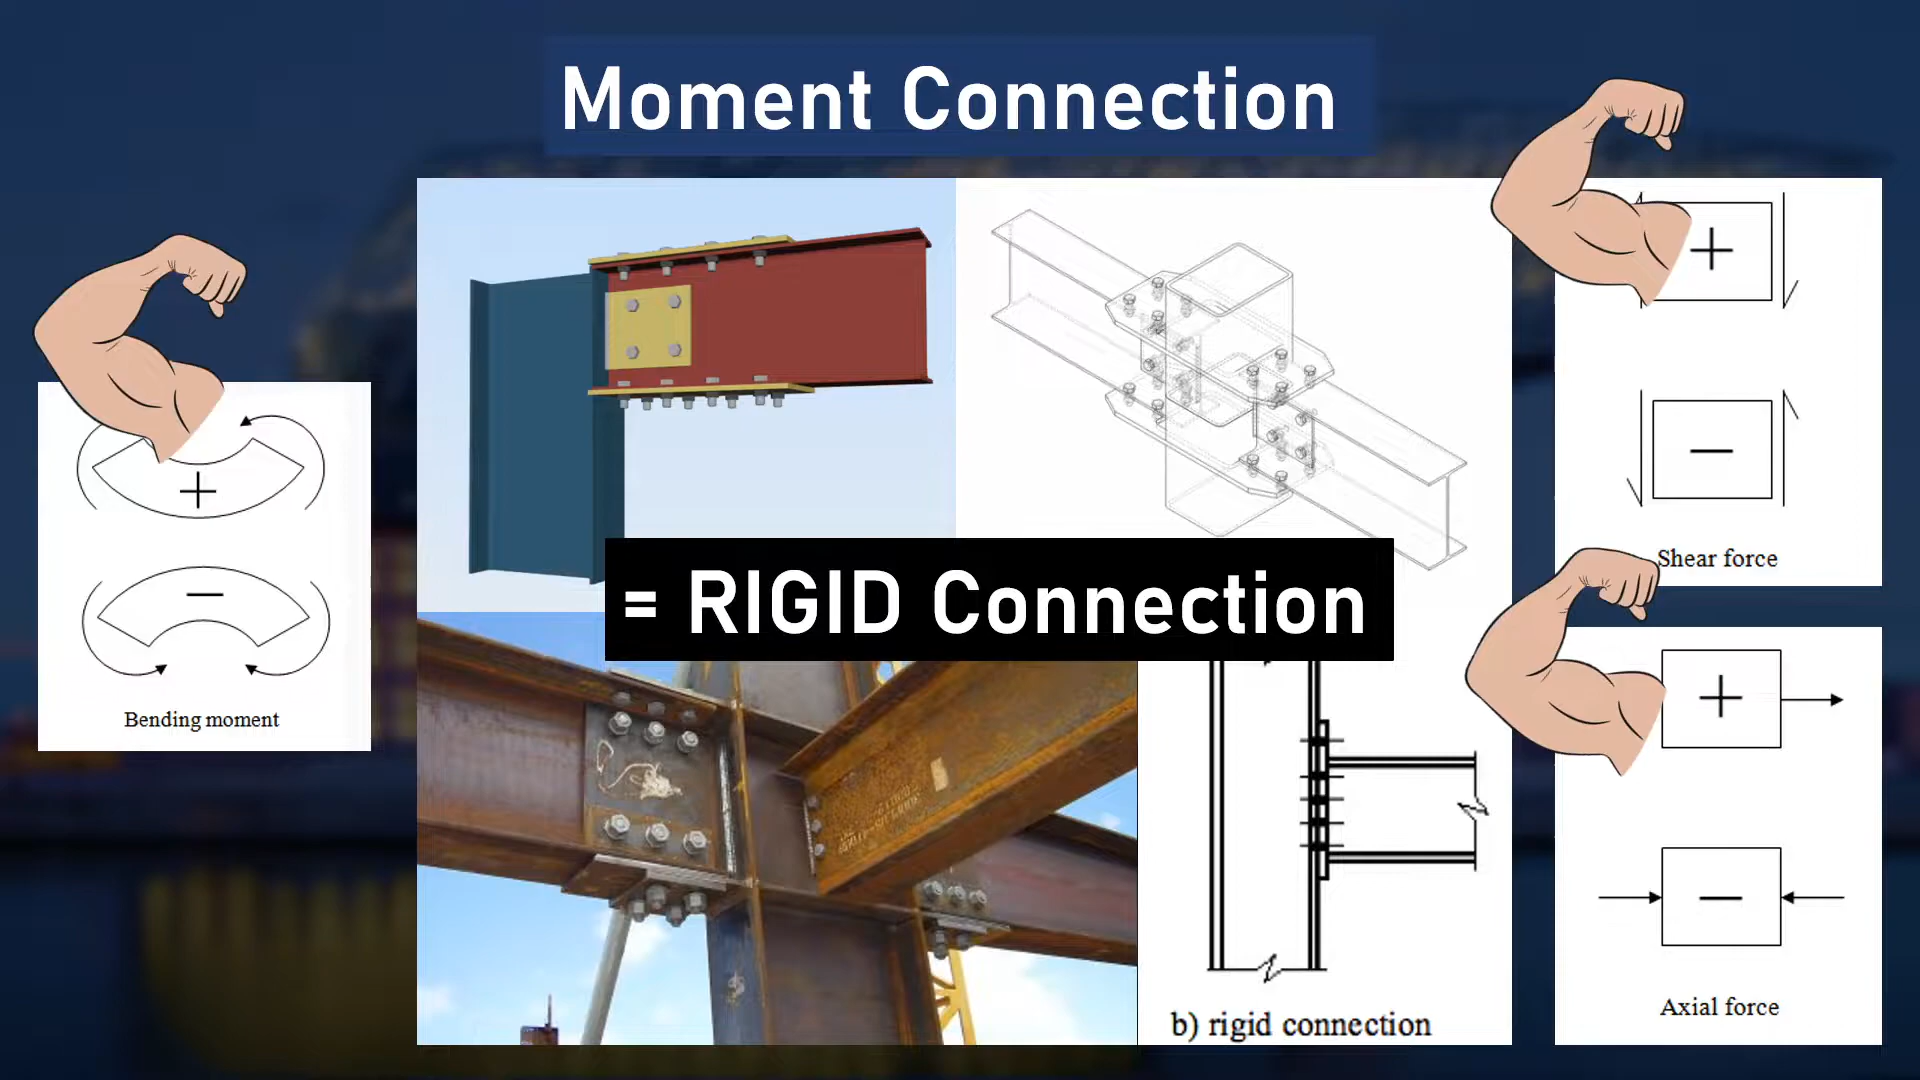 Moment Connection
+
−
Bending moment
= RIGID Connection
b) rigid connection
+
−
Shear force
+
−
Axial force